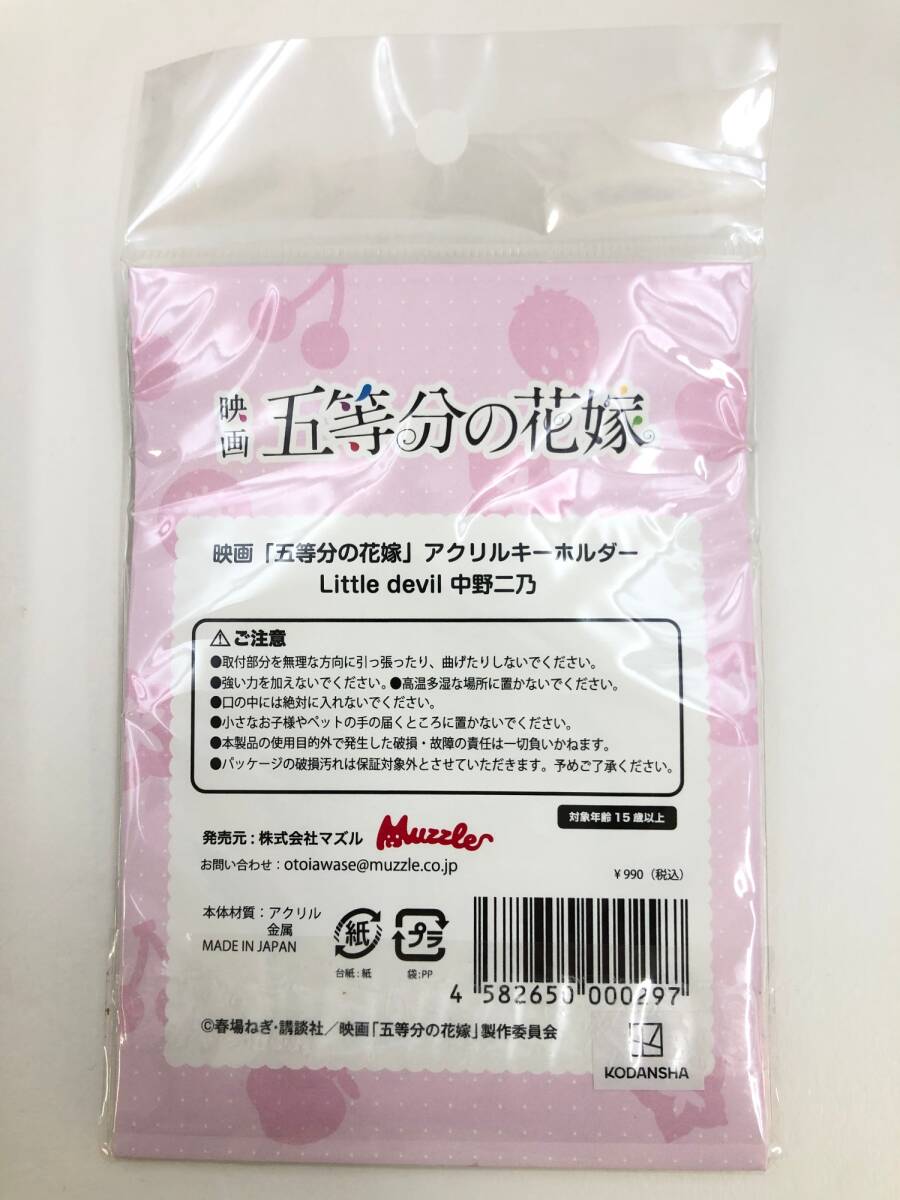 映画
五等分の花嫁
映画「五等分の花嫁」アクリルキーホルダー
Little devil 中野二乃
⚠ご注意
●取付部分を無理な方向に引っ張ったり、曲げたりしないでください。
●強い力を加えないでください。●高温多湿な場所に置かないでください。
●口の中には絶対に入れないでください。
●小さなお子様やペットの手の届くところに置かないでください。
●本製品の使用目的外で発生した破損・故障の責任は一切負いかねます。
●パッケージの破損汚れは保証対象外とさせていただきます。予めご了承ください。
対象年齢15歳以上
発売元:株式会社マズル Muzzle
お問い合わせ:otoiawase@muzzle.co.jp
¥990(税込)
本体材質:アクリル
金属
MADE IN JAPAN
紙
プラ
台紙:紙
袋:PP
4 582650 000297
©春場ねぎ・講談社/映画「五等分の花嫁」製作委員会
KODANSHA